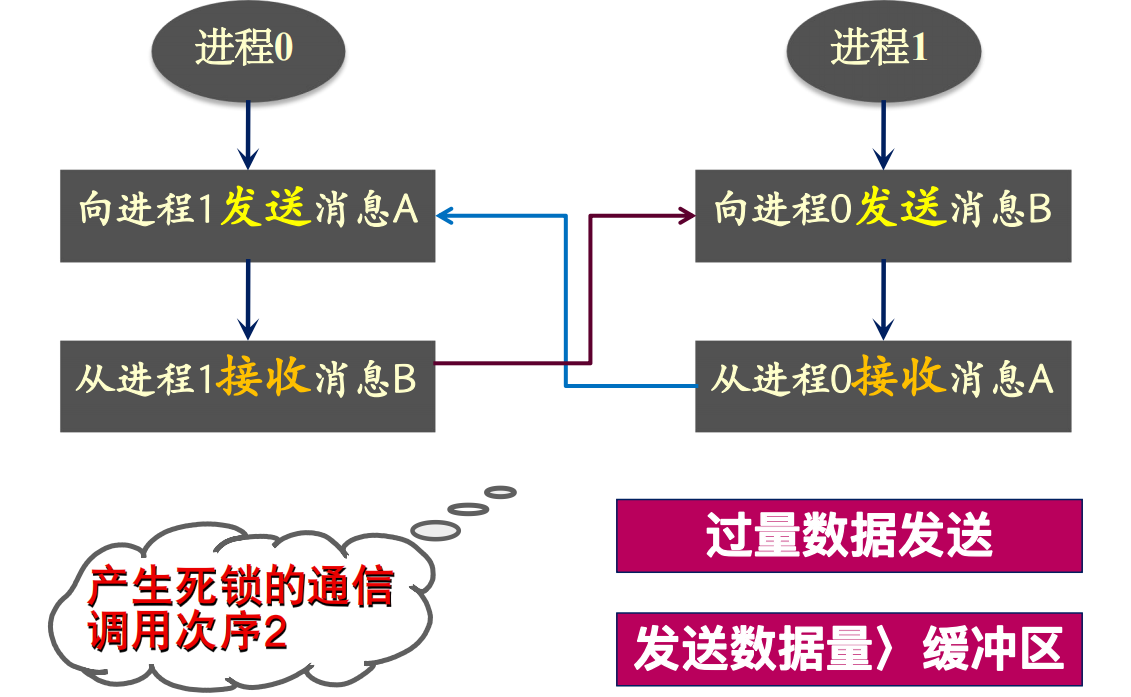 进程0
进程1
向进程1发送消息A
向进程0发送消息B
从进程1接收消息B
从进程0接收消息A
产生死锁的通信
调用次序2
过量数据发送
发送数据量〉缓冲区